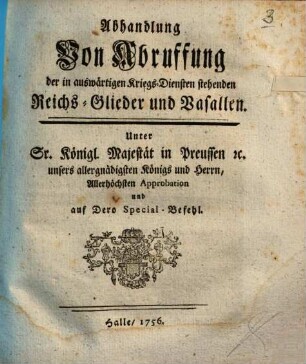 3
Abhandlung
Von Abruffung
der in auswärtigen Kriegs-Diensten stehenden
Reichs-Glieder und Vasallen.
Unter
Sr. Königl. Majestät in Preussen ꝛc.
unsers allergnädigsten Königs und Herrn,
Allerhöchsten Approbation
und
auf Dero Special-Befehl.
Halle, 1756.